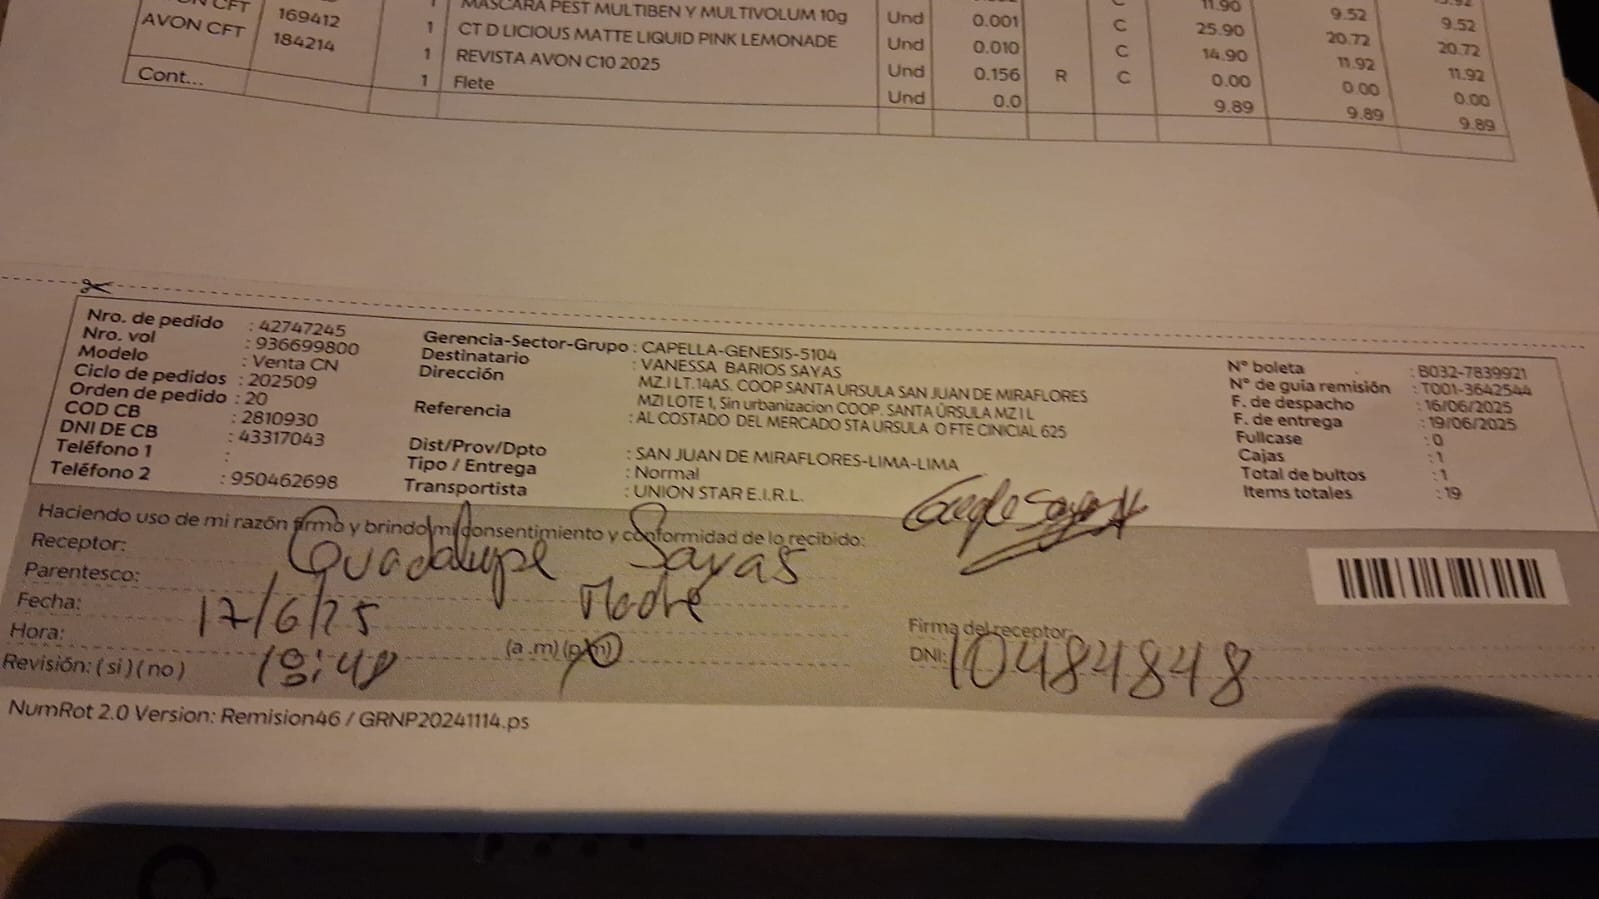 CFT 169412 1 MASCARA PEST MULTIBEN Y MULTIVOLUM 10g Und 0.001 C 11.90 9.52 9.52
AVON CFT 184214 1 CT D LICIOUS MATTE LIQUID PINK LEMONADE Und 0.010 C 25.90 20.72 20.72
1 REVISTA AVON C10 2025 Und 0.156 R C 14.90 11.92 11.92
Cont... 1 Flete Und 0.0 0.00 0.00 0.00
9.89 9.89 9.89
Nro. de pedido : 42747245
Nro. vol : 936699800
Modelo : Venta CN
Ciclo de pedidos : 202509
Orden de pedido : 20
COD CB : 2810930
DNI DE CB : 43317043
Teléfono 1 :
Teléfono 2 : 950462698
Gerencia-Sector-Grupo : CAPELLA-GENESIS-5104
Destinatario : VANESSA BARIOS SAYAS
Dirección : MZ.I LT.14AS. COOP SANTA URSULA SAN JUAN DE MIRAFLORES
MZI LOTE 1, Sin urbanizacion COOP. SANTA ÚRSULA MZ I L
Referencia : AL COSTADO DEL MERCADO STA URSULA O FTE CINICIAL 625
Dist/Prov/Dpto : SAN JUAN DE MIRAFLORES-LIMA-LIMA
Tipo / Entrega : Normal
Transportista : UNION STAR E.I.R.L.
N° boleta : B032-7839921
N° de guia remisión : T001-3642544
F. de despacho : 16/06/2025
F. de entrega : 19/06/2025
Fullcase : 0
Cajas : 1
Total de bultos : 1
Items totales : 19
Haciendo uso de mi razón firmo y brindo mi consentimiento y conformidad de lo recibido:
Receptor: Guadalupe Sayas
Parentesco: Madre
Fecha: 17/6/25
Hora: (a .m) (p.m)
Revisión: ( si ) ( no )
Firma del receptor:
DNI: 10484848
NumRot 2.0 Version: Remision46 / GRNP20241114.ps